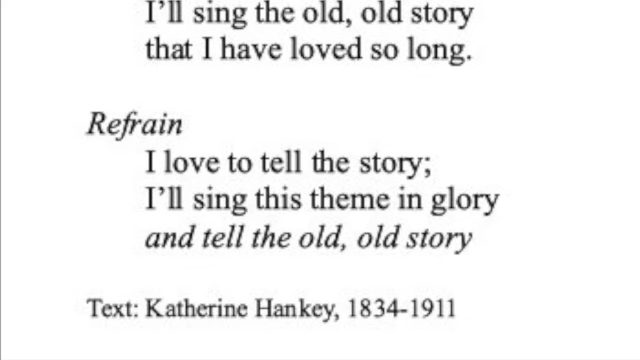 I’ll sing the old, old story
that I have loved so long.
Refrain
I love to tell the story;
I’ll sing this theme in glory
and tell the old, old story
Text: Katherine Hankey, 1834-1911